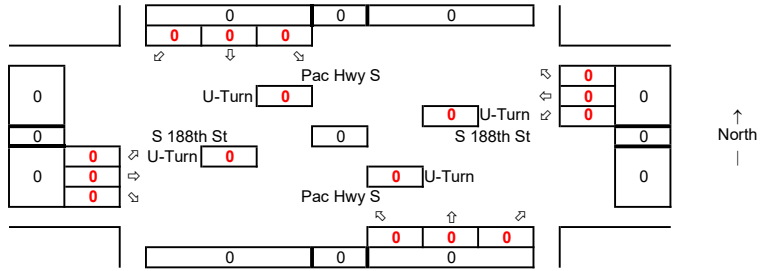 0 0 0
0 0 0
↙ ⇩ ↘
Pac Hwy S
↖ 0
0 U-Turn 0 ⇦ 0 0
0 U-Turn ↙ 0 ↑
0 S 188th St 0 S 188th St 0 North
0 ↗ U-Turn 0 |
0 0 ⇨ 0 U-Turn 0
0 ↘ Pac Hwy S
↖ ⇧ ↗
0 0 0
0 0 0